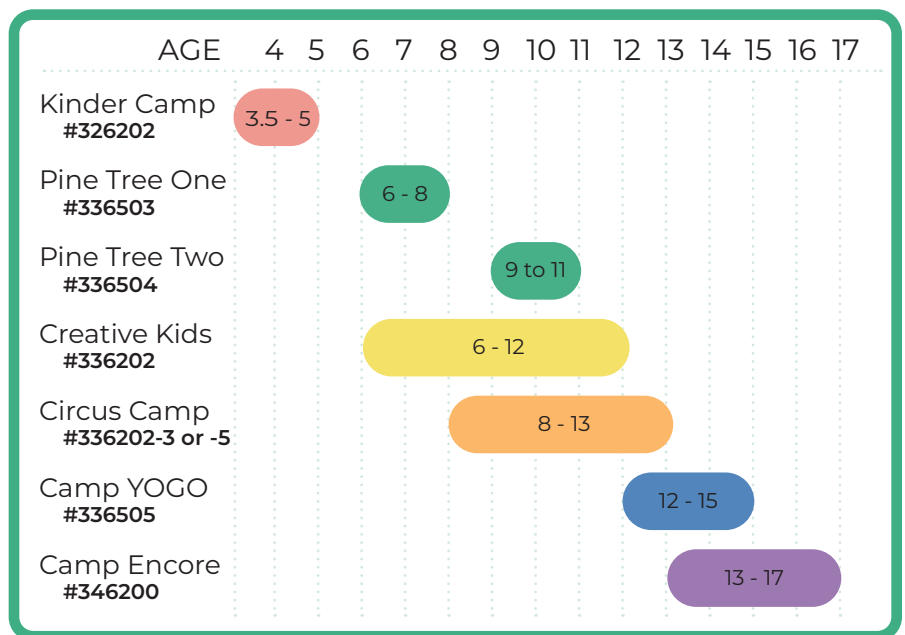 AGE 4 5 6 7 8 9 10 11 12 13 14 15 16 17
Kinder Camp
#326202
3.5 - 5
Pine Tree One
#336503
6 - 8
Pine Tree Two
#336504
9 to 11
Creative Kids
#336202
6 - 12
Circus Camp
#336202-3 or -5
8 - 13
Camp YOGO
#336505
12 - 15
Camp Encore
#346200
13 - 17